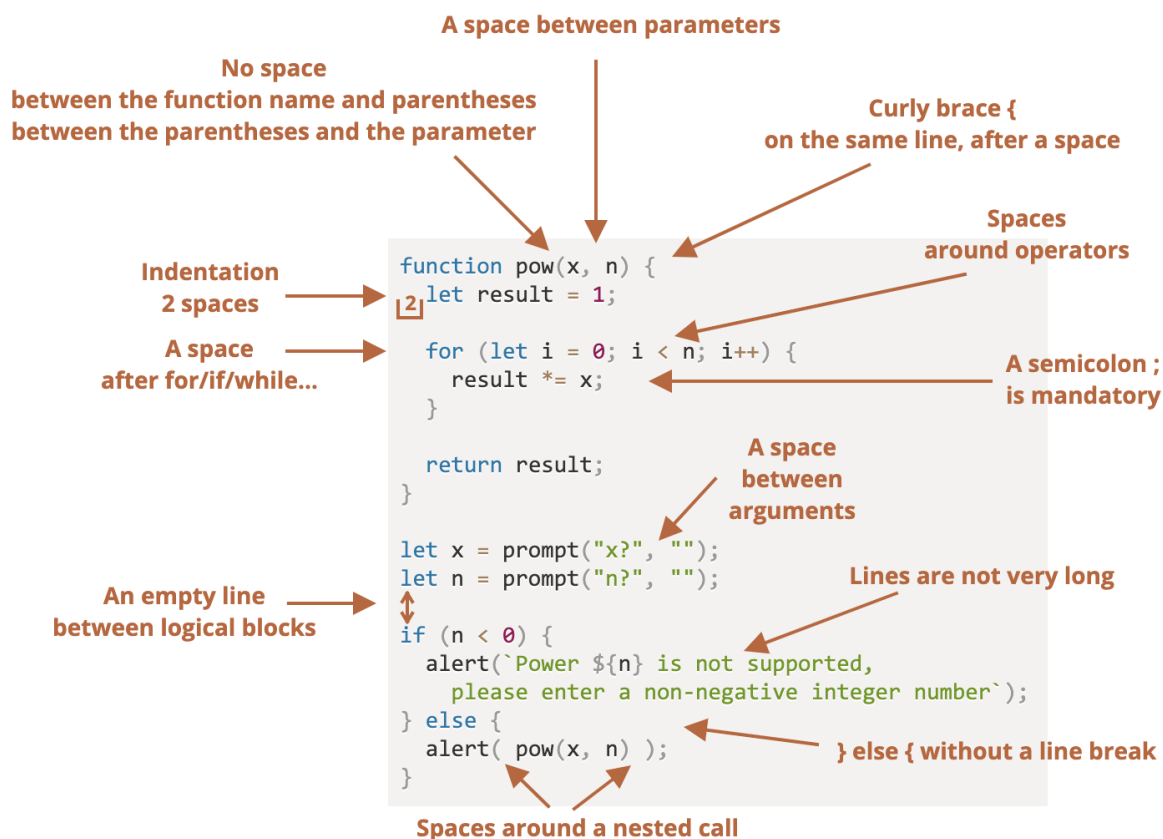 A space between parameters
No space
between the function name and parentheses
between the parentheses and the parameter
Curly brace {
on the same line, after a space
Spaces
around operators
Indentation
2 spaces
A space
after for/if/while...
A semicolon ;
is mandatory
function pow(x, n) {
2
  let result = 1;

  for (let i = 0; i < n; i++) {
    result *= x;
  }

  return result;
}
A space
between
arguments

let x = prompt("x?", "");
let n = prompt("n?", "");
Lines are not very long
An empty line
between logical blocks

if (n < 0) {
  alert(`Power ${n} is not supported,
    please enter a non-negative integer number`);
} else {
  alert( pow(x, n) );
}
} else { without a line break
Spaces around a nested call